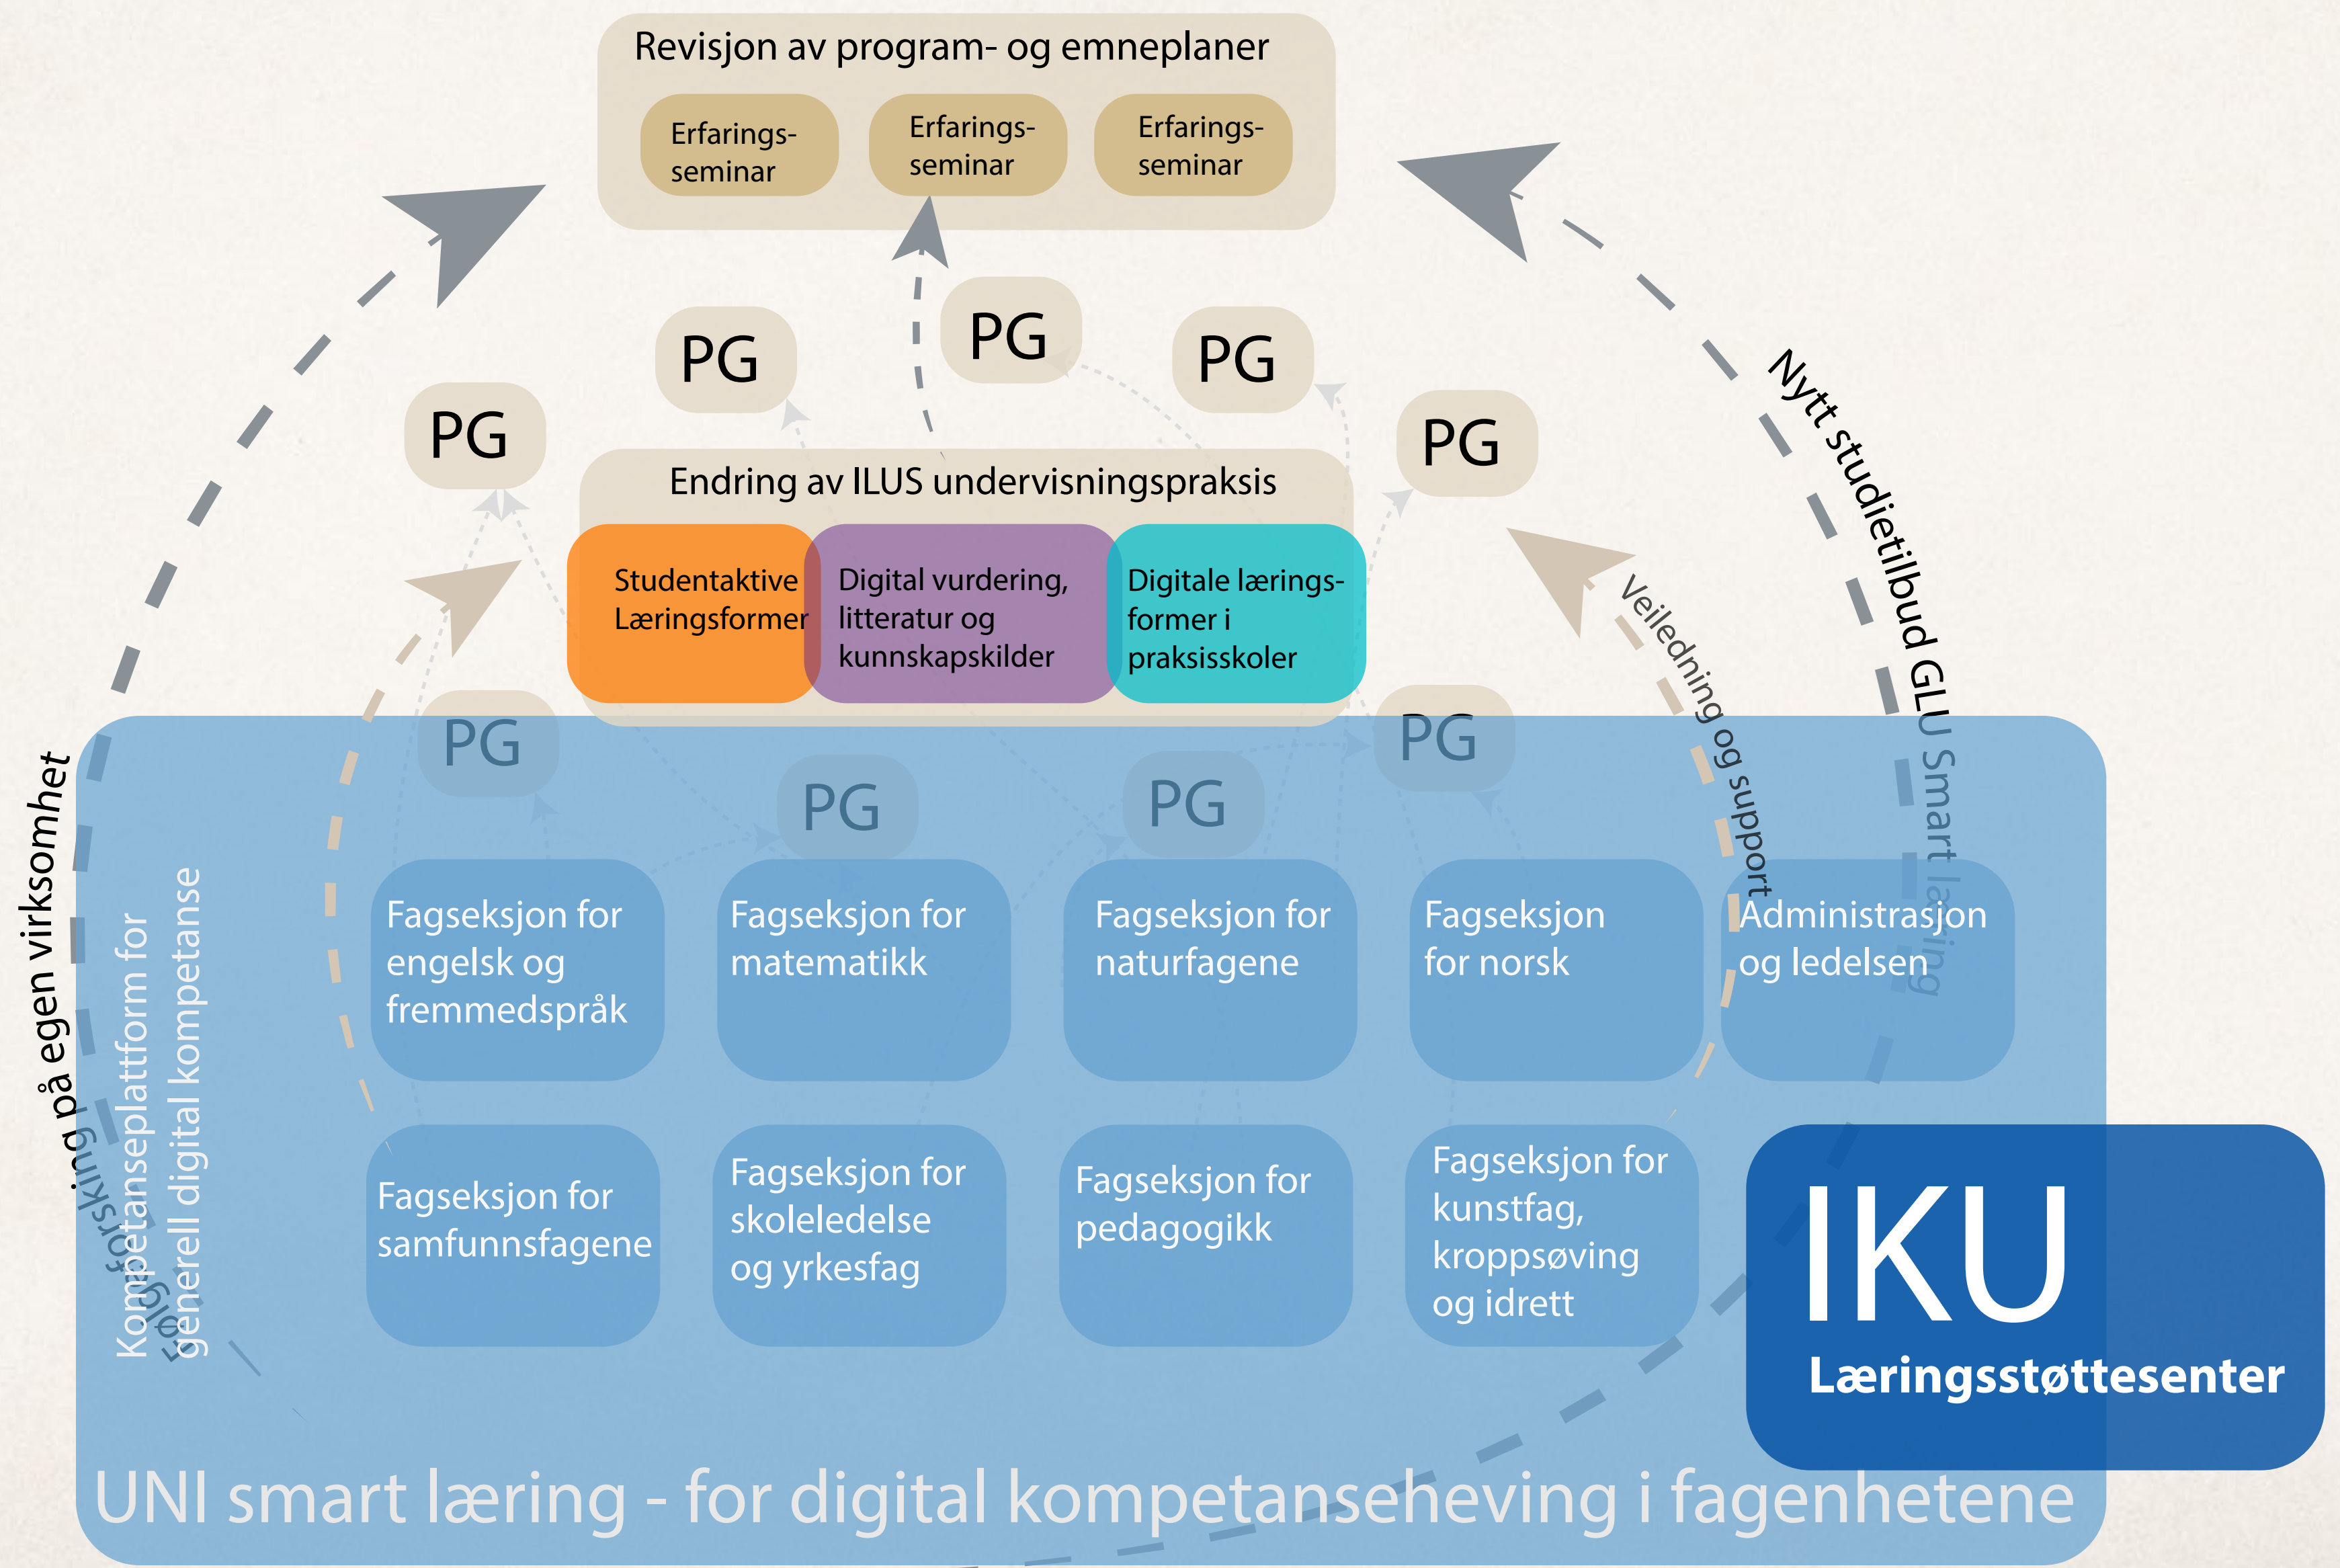 Revisjon av program- og emneplaner
Erfarings-
seminar
Erfarings-
seminar
Erfarings-
seminar
PG
PG
PG
PG
PG
Endring av ILUS undervisningspraksis
Studentaktive
Læringsformer
Digital vurdering,
litteratur og
kunnskapskilder
Digitale lærings-
former i
praksisskoler
PG
PG
PG
PG
Nytt studietilbud GLU Smart læring
Veiledning og support
Følgeforskning på egen virksomhet
Kompetanseplattform for
generell digital kompetanse
Fagseksjon for
engelsk og
fremmedspråk
Fagseksjon for
matematikk
Fagseksjon for
naturfagene
Fagseksjon
for norsk
Administrasjon
og ledelsen
Fagseksjon for
samfunnsfagene
Fagseksjon for
skoleledelse
og yrkesfag
Fagseksjon for
pedagogikk
Fagseksjon for
kunstfag,
kroppsøving
og idrett
IKU
Læringsstøttesenter
UNI smart læring - for digital kompetanseheving i fagenhetene